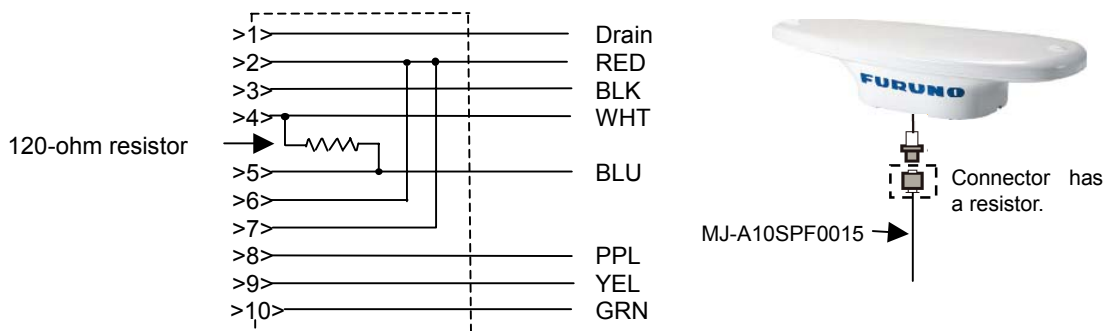 >1> Drain
>2> RED
>3> BLK
>4> WHT
120-ohm resistor
>5> BLU
>6>
>7>
>8> PPL
>9> YEL
>10> GRN
FURUNO
Connector has
a resistor.
MJ-A10SPF0015